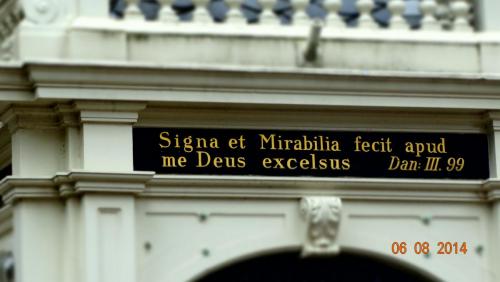 Signa et Mirabilia fecit apud
me Deus excelsus Dan: III. 99
06 08 2014